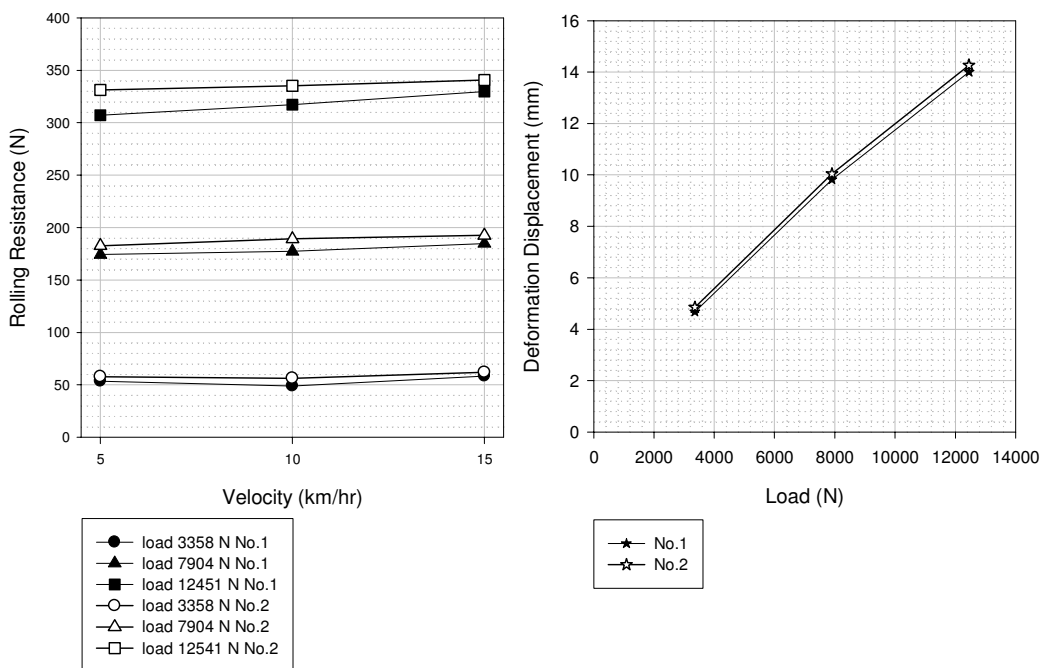 400
350
300
250
200
150
100
50
0
Rolling Resistance (N)
5 10 15
Velocity (km/hr)
load 3358 N No.1
load 7904 N No.1
load 12451 N No.1
load 3358 N No.2
load 7904 N No.2
load 12541 N No.2
16
14
12
10
8
6
4
2
0
Deformation Displacement (mm)
0 2000 4000 6000 8000 10000 12000 14000
Load (N)
No.1
No.2